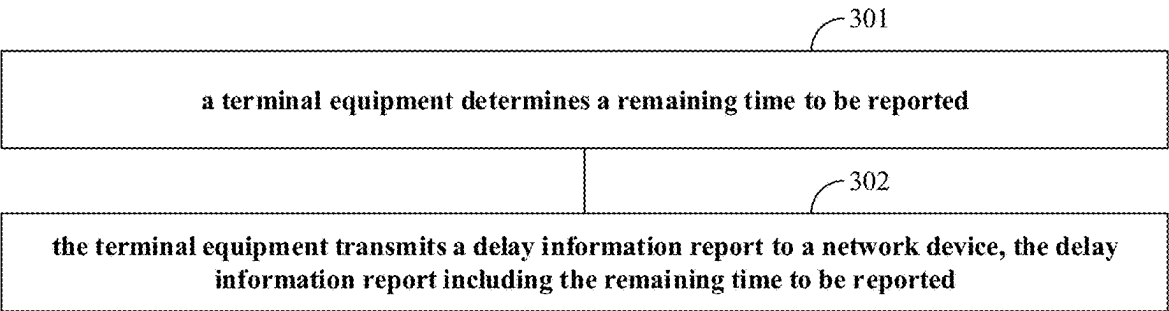 301
a terminal equipment determines a remaining time to be reported
302
the terminal equipment transmits a delay information report to a network device, the delay
information report including the remaining time to be reported